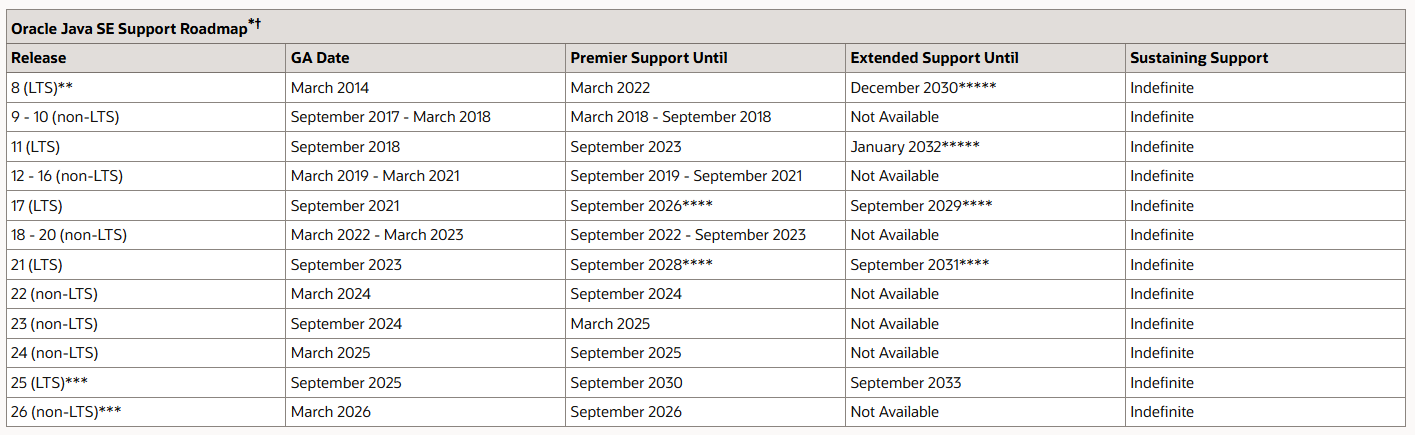 Oracle Java SE Support Roadmap*†
Release GA Date Premier Support Until Extended Support Until Sustaining Support
8 (LTS)** March 2014 March 2022 December 2030***** Indefinite
9 - 10 (non-LTS) September 2017 - March 2018 March 2018 - September 2018 Not Available Indefinite
11 (LTS) September 2018 September 2023 January 2032***** Indefinite
12 - 16 (non-LTS) March 2019 - March 2021 September 2019 - September 2021 Not Available Indefinite
17 (LTS) September 2021 September 2026**** September 2029**** Indefinite
18 - 20 (non-LTS) March 2022 - March 2023 September 2022 - September 2023 Not Available Indefinite
21 (LTS) September 2023 September 2028**** September 2031**** Indefinite
22 (non-LTS) March 2024 September 2024 Not Available Indefinite
23 (non-LTS) September 2024 March 2025 Not Available Indefinite
24 (non-LTS) March 2025 September 2025 Not Available Indefinite
25 (LTS)*** September 2025 September 2030 September 2033 Indefinite
26 (non-LTS)*** March 2026 September 2026 Not Available Indefinite